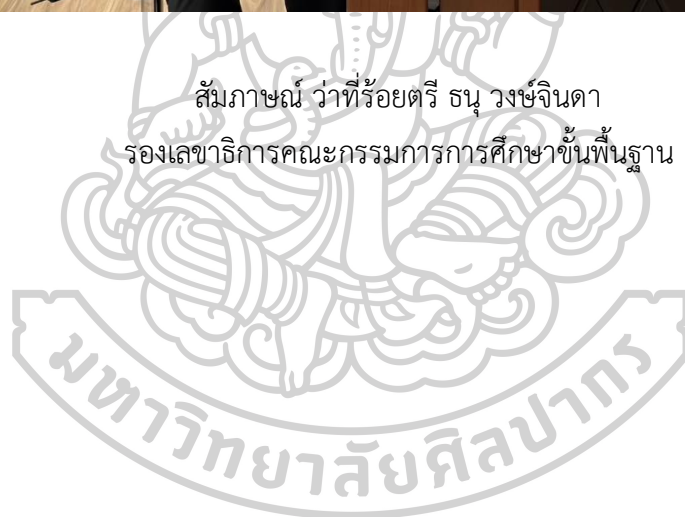 สัมภาษณ์ ว่าที่ร้อยตรี ธนุ วงษ์จินดา
รองเลขาธิการคณะกรรมการการศึกษาขั้นพื้นฐาน
มหาวิทยาลัยศิลปากร